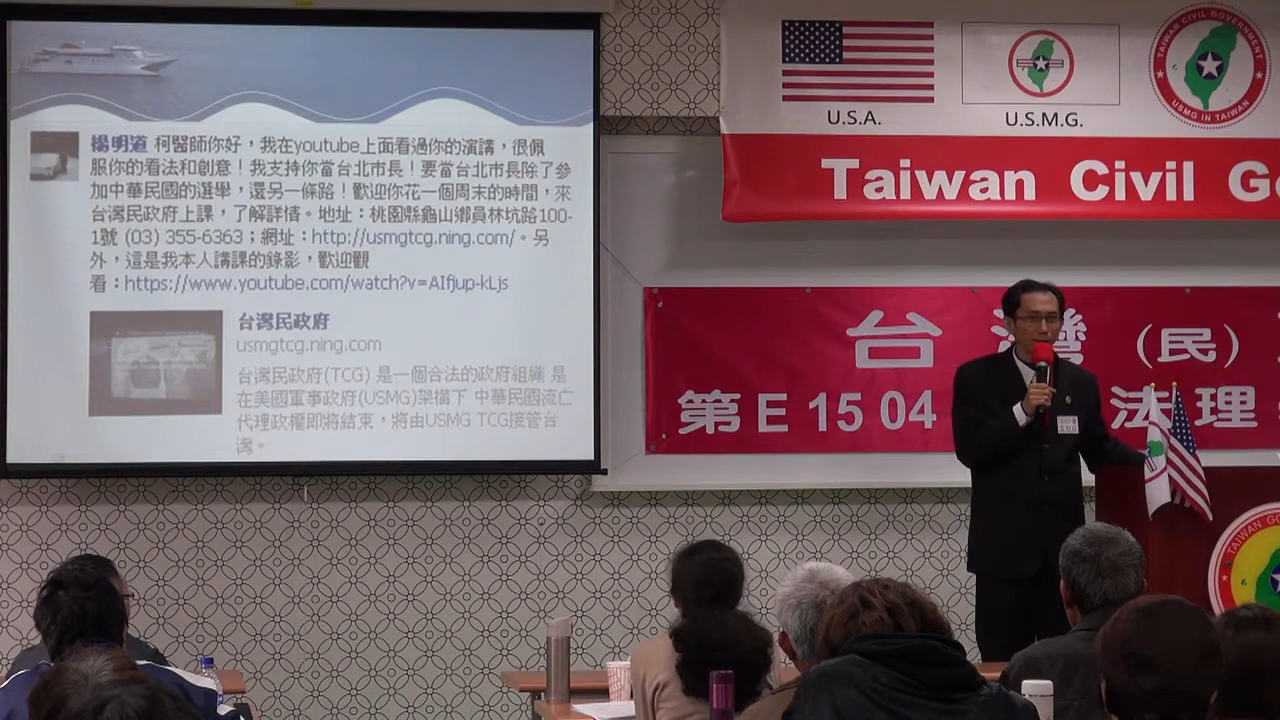 楊明道 柯醫師你好，我在youtube上面看過你的演講，很佩
服你的看法和創意！我支持你當台北市長！要當台北市長除了參
加中華民國的選舉，還另一條路！歡迎你花一個周末的時間，來
台灣民政府上課，了解詳情。地址：桃園縣龜山鄉員林坑路100-
1號 (03) 355-6363；網址：http://usmgtcg.ning.com/。另
外，這是我本人講課的錄影，歡迎觀
看：https://www.youtube.com/watch?v=AIfjup-kLjs
台灣民政府
usmgtcg.ning.com
台灣民政府(TCG) 是一個合法的政府組織 是
在美國軍事政府(USMG)架構下 中華民國流亡
代理政權即將結束，將由USMG TCG接管台
灣。
U.S.A.
U.S.M.G.
TAIWAN CIVIL GOVERNMENT
USMG IN TAIWAN
Taiwan Civil Go
台 灣 (民)
第E 15 04 法理
TAIWAN GO